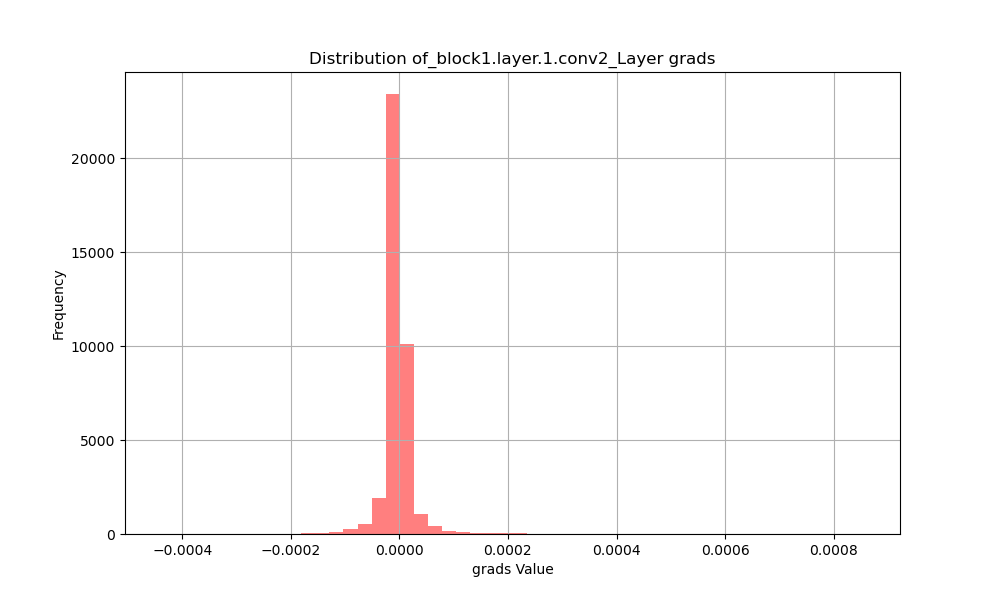 Distribution of_block1.layer.1.conv2_Layer grads
Frequency
20000
15000
10000
5000
0
−0.0004 −0.0002 0.0000 0.0002 0.0004 0.0006 0.0008
grads Value